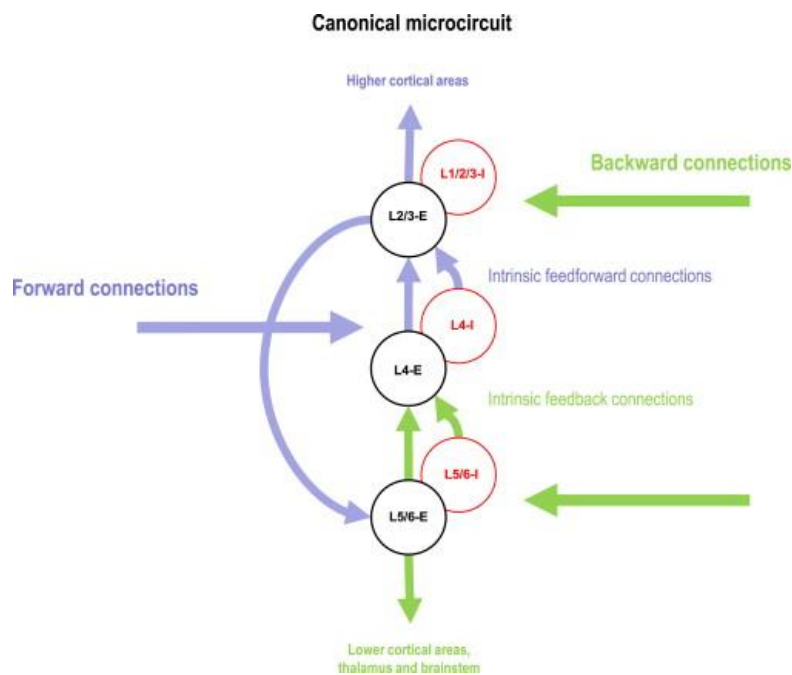 Canonical microcircuit
Higher cortical areas
L1/2/3-I
Backward connections
L2/3-E
Intrinsic feedforward connections
Forward connections
L4-I
L4-E
Intrinsic feedback connections
L5/6-I
L5/6-E
Lower cortical areas,
thalamus and brainstem